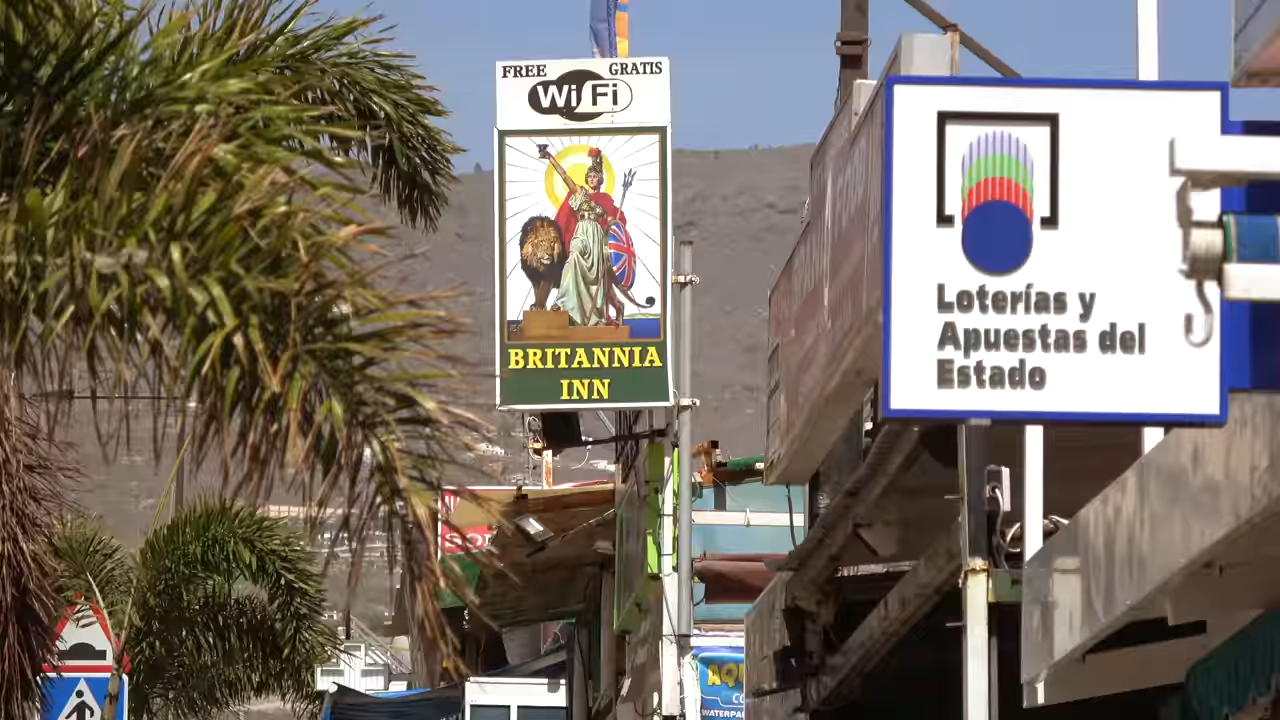 FREE GRATIS
WiFi
BRITANNIA
INN
Loterías y
Apuestas del
Estado